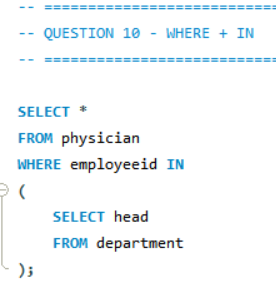 -- ==============================
-- QUESTION 10 - WHERE + IN
-- ==============================
SELECT *
FROM physician
WHERE employeeid IN
(
SELECT head
FROM department
);